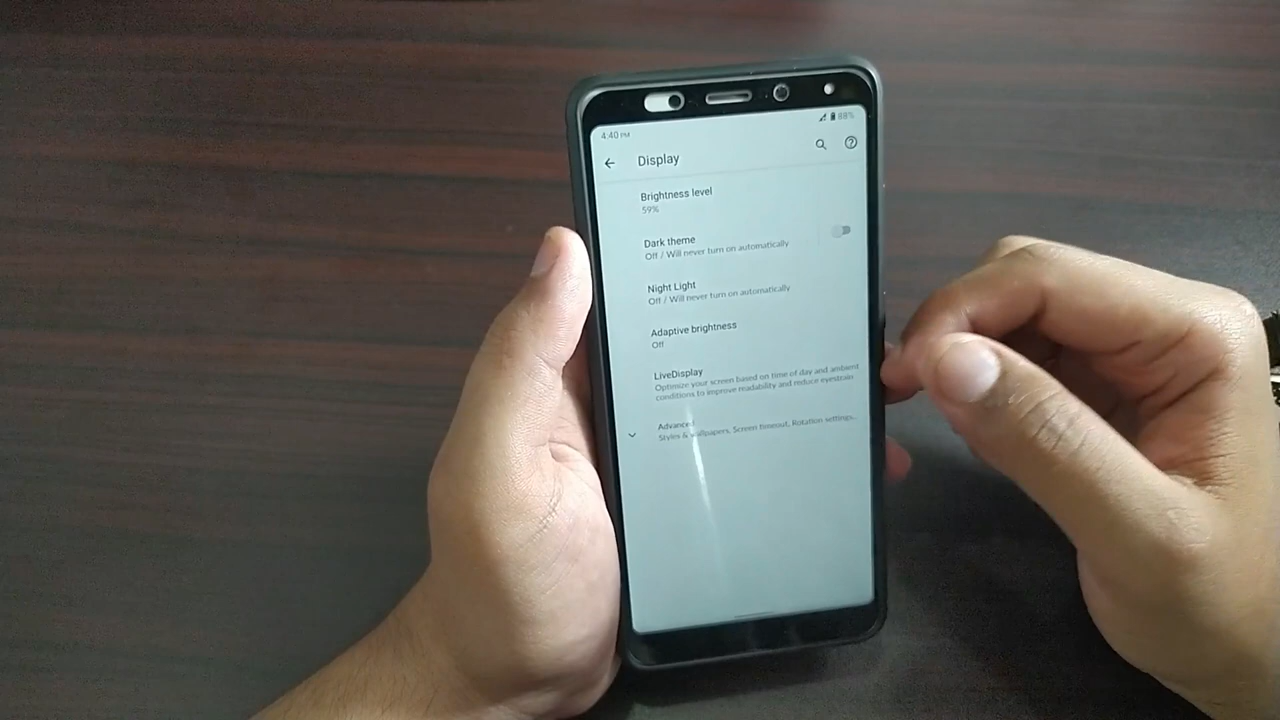 4:40 PM
88%
Display
Brightness level
59%
Dark theme
Off / Will never turn on automatically
Night Light
Off / Will never turn on automatically
Adaptive brightness
Off
LiveDisplay
Optimize your screen based on time of day and ambient
conditions to improve readability and reduce eyestrain
Advanced
Styles & wallpapers, Screen timeout, Rotation settings,